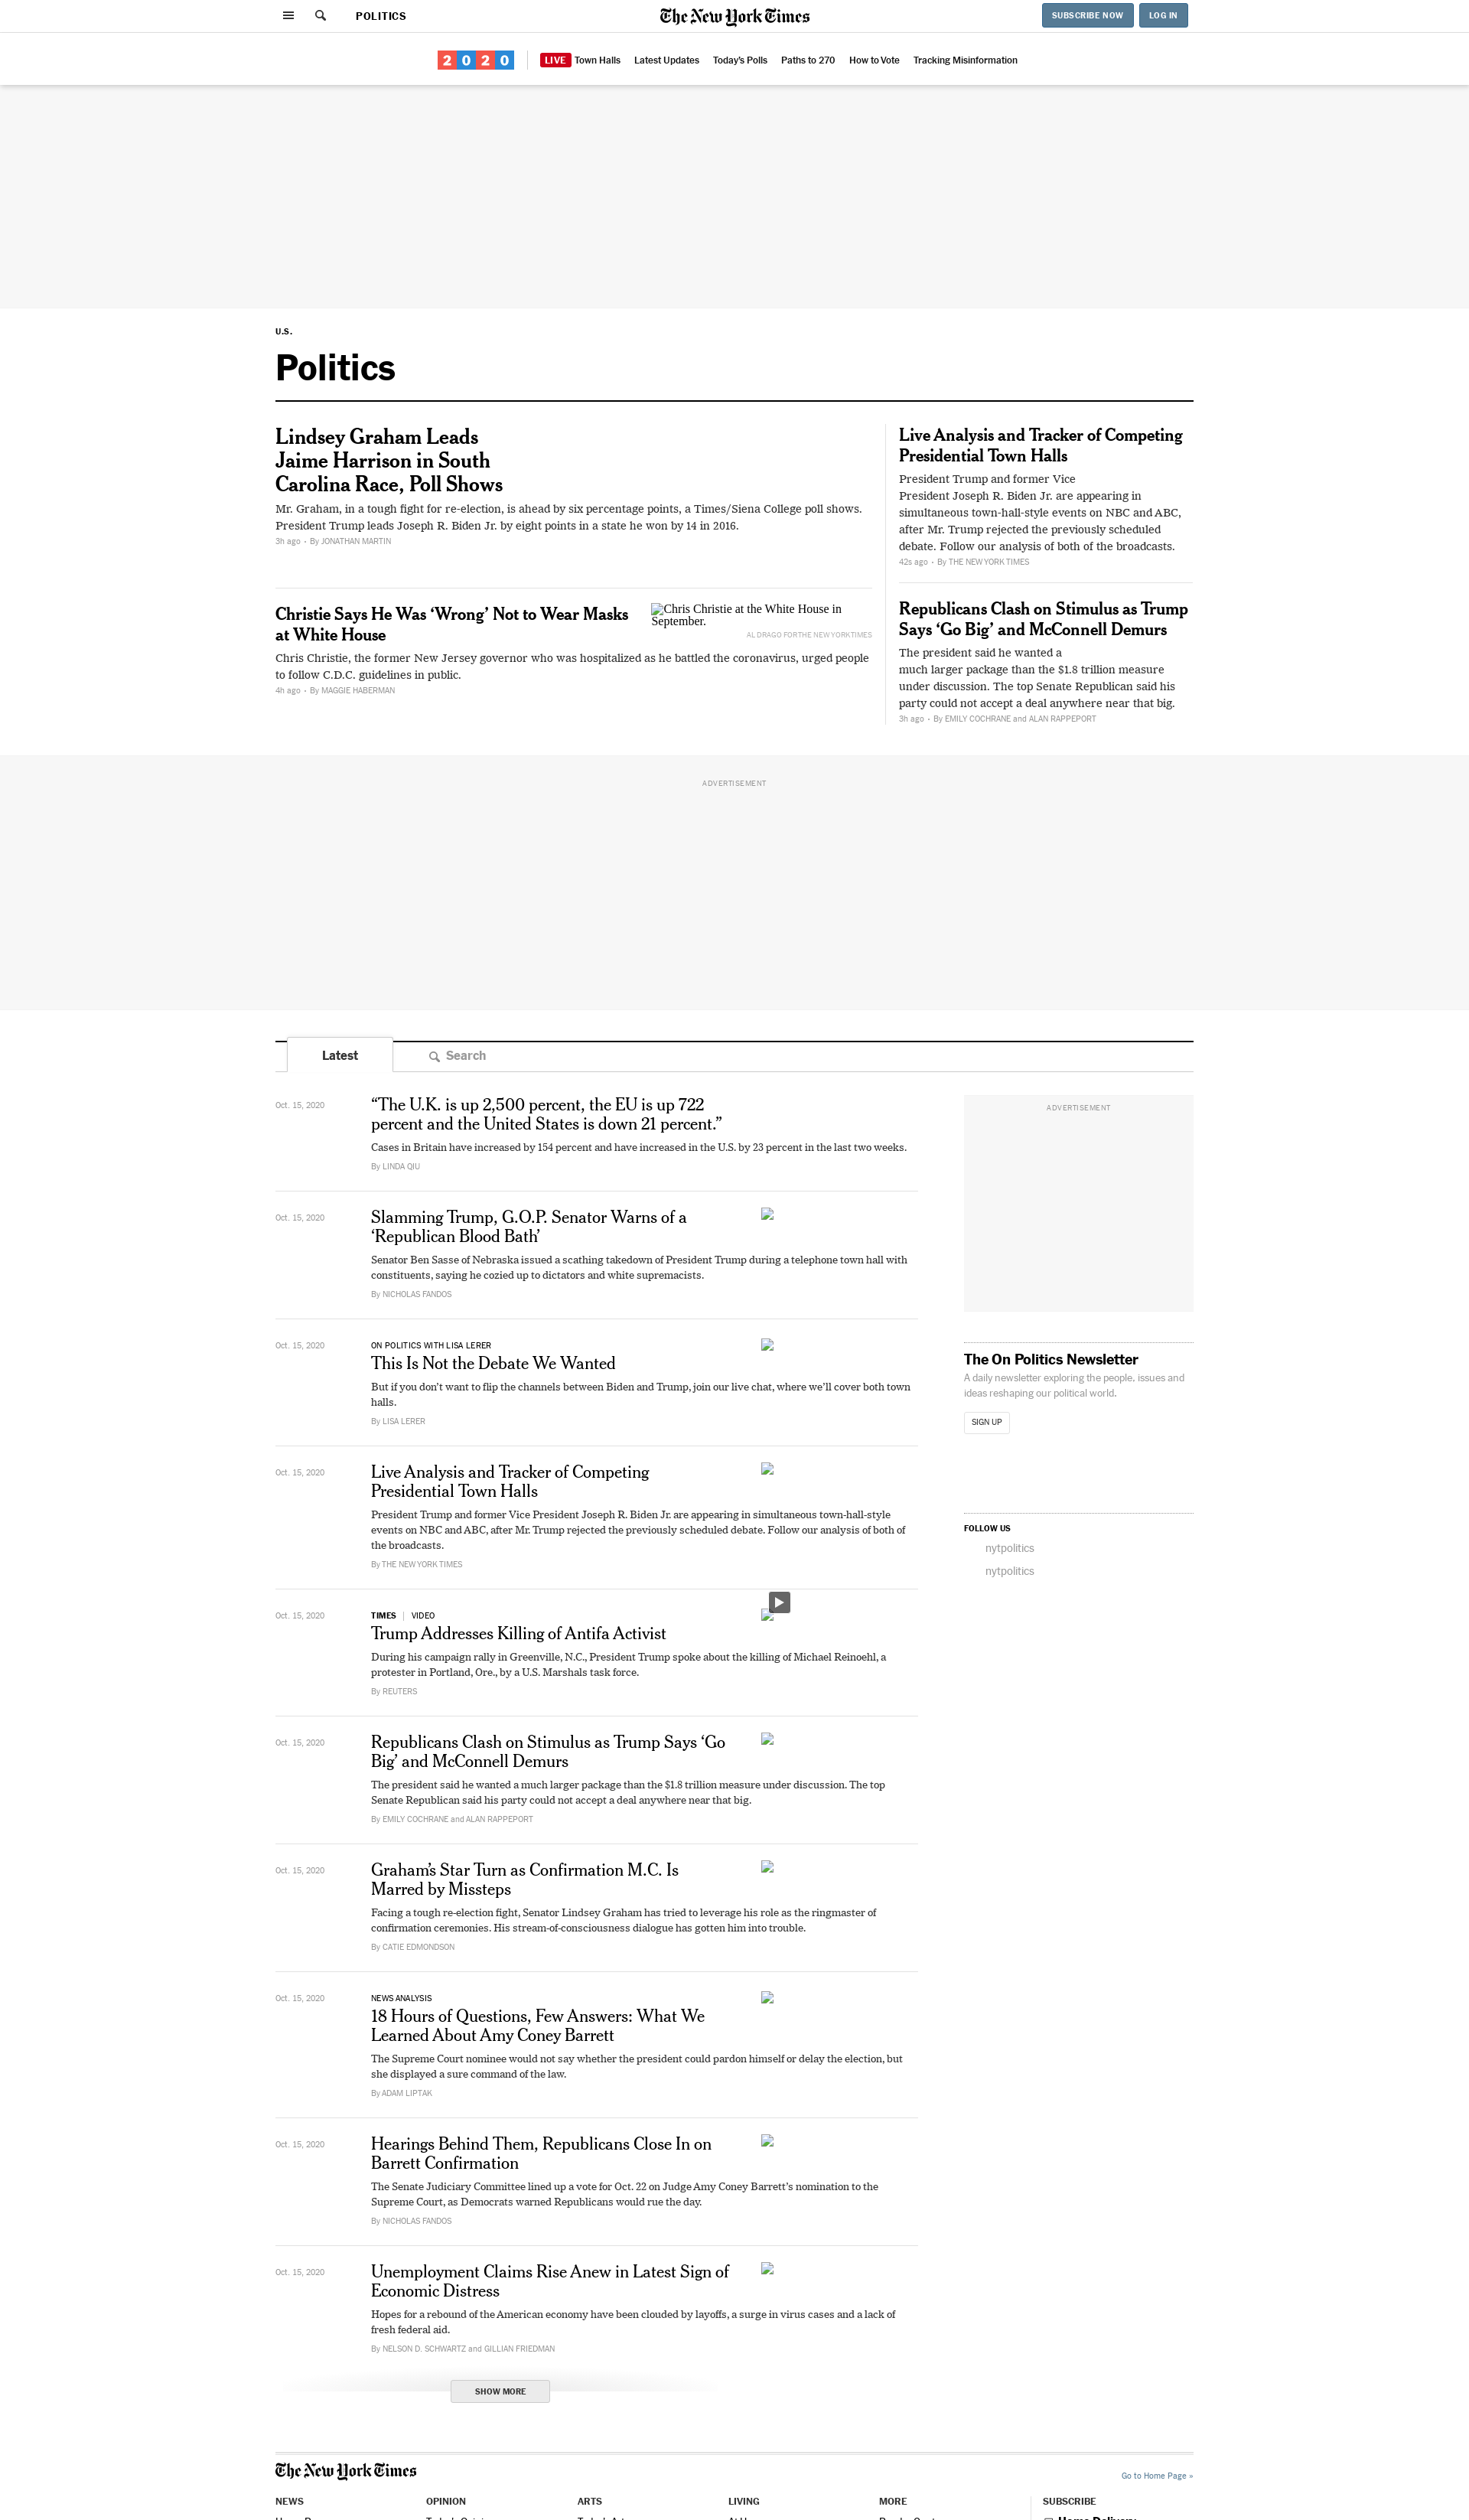 POLITICS
The New York Times
SUBSCRIBE NOW
LOG IN
2020
LIVE Town Halls
Latest Updates
Today's Polls
Paths to 270
How to Vote
Tracking Misinformation
U.S.
Politics
Lindsey Graham Leads
Jaime Harrison in South
Carolina Race, Poll Shows
Mr. Graham, in a tough fight for re-election, is ahead by six percentage points, a Times/Siena College poll shows.
President Trump leads Joseph R. Biden Jr. by eight points in a state he won by 14 in 2016.
3h ago • By JONATHAN MARTIN
Christie Says He Was ‘Wrong’ Not to Wear Masks
at White House
Chris Christie at the White House in
September.
AL DRAGO FOR THE NEW YORK TIMES
Chris Christie, the former New Jersey governor who was hospitalized as he battled the coronavirus, urged people
to follow C.D.C. guidelines in public.
4h ago • By MAGGIE HABERMAN
Live Analysis and Tracker of Competing
Presidential Town Halls
President Trump and former Vice
President Joseph R. Biden Jr. are appearing in
simultaneous town-hall-style events on NBC and ABC,
after Mr. Trump rejected the previously scheduled
debate. Follow our analysis of both of the broadcasts.
42s ago • By THE NEW YORK TIMES
Republicans Clash on Stimulus as Trump
Says ‘Go Big’ and McConnell Demurs
The president said he wanted a
much larger package than the $1.8 trillion measure
under discussion. The top Senate Republican said his
party could not accept a deal anywhere near that big.
3h ago • By EMILY COCHRANE and ALAN RAPPEPORT
ADVERTISEMENT
Latest
Search
Oct. 15, 2020
“The U.K. is up 2,500 percent, the EU is up 722
percent and the United States is down 21 percent.”
Cases in Britain have increased by 154 percent and have increased in the U.S. by 23 percent in the last two weeks.
By LINDA QIU
Oct. 15, 2020
Slamming Trump, G.O.P. Senator Warns of a
‘Republican Blood Bath’
Senator Ben Sasse of Nebraska issued a scathing takedown of President Trump during a telephone town hall with
constituents, saying he cozied up to dictators and white supremacists.
By NICHOLAS FANDOS
Oct. 15, 2020
ON POLITICS WITH LISA LERER
This Is Not the Debate We Wanted
But if you don’t want to flip the channels between Biden and Trump, join our live chat, where we’ll cover both town
halls.
By LISA LERER
Oct. 15, 2020
Live Analysis and Tracker of Competing
Presidential Town Halls
President Trump and former Vice President Joseph R. Biden Jr. are appearing in simultaneous town-hall-style
events on NBC and ABC, after Mr. Trump rejected the previously scheduled debate. Follow our analysis of both of
the broadcasts.
By THE NEW YORK TIMES
Oct. 15, 2020
TIMES | VIDEO
Trump Addresses Killing of Antifa Activist
During his campaign rally in Greenville, N.C., President Trump spoke about the killing of Michael Reinoehl, a
protester in Portland, Ore., by a U.S. Marshals task force.
By REUTERS
Oct. 15, 2020
Republicans Clash on Stimulus as Trump Says ‘Go
Big’ and McConnell Demurs
The president said he wanted a much larger package than the $1.8 trillion measure under discussion. The top
Senate Republican said his party could not accept a deal anywhere near that big.
By EMILY COCHRANE and ALAN RAPPEPORT
Oct. 15, 2020
Graham’s Star Turn as Confirmation M.C. Is
Marred by Missteps
Facing a tough re-election fight, Senator Lindsey Graham has tried to leverage his role as the ringmaster of
confirmation ceremonies. His stream-of-consciousness dialogue has gotten him into trouble.
By CATIE EDMONDSON
Oct. 15, 2020
NEWS ANALYSIS
18 Hours of Questions, Few Answers: What We
Learned About Amy Coney Barrett
The Supreme Court nominee would not say whether the president could pardon himself or delay the election, but
she displayed a sure command of the law.
By ADAM LIPTAK
Oct. 15, 2020
Hearings Behind Them, Republicans Close In on
Barrett Confirmation
The Senate Judiciary Committee lined up a vote for Oct. 22 on Judge Amy Coney Barrett’s nomination to the
Supreme Court, as Democrats warned Republicans would rue the day.
By NICHOLAS FANDOS
Oct. 15, 2020
Unemployment Claims Rise Anew in Latest Sign of
Economic Distress
Hopes for a rebound of the American economy have been clouded by layoffs, a surge in virus cases and a lack of
fresh federal aid.
By NELSON D. SCHWARTZ and GILLIAN FRIEDMAN
SHOW MORE
ADVERTISEMENT
The On Politics Newsletter
A daily newsletter exploring the people, issues and
ideas reshaping our political world.
SIGN UP
FOLLOW US
nytpolitics
nytpolitics
The New York Times
Go to Home Page »
NEWS
OPINION
ARTS
LIVING
MORE
SUBSCRIBE